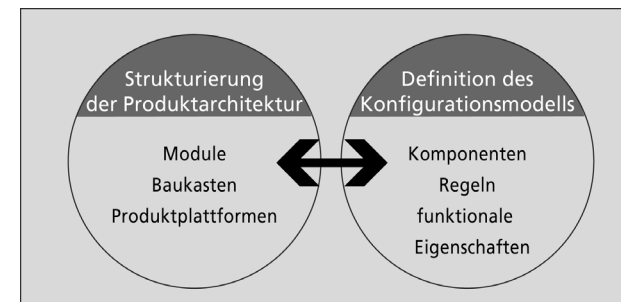 Strukturierung
der Produktarchitektur
Module
Baukasten
Produktplattformen
Definition des
Konfigurationsmodells
Komponenten
Regeln
funktionale
Eigenschaften